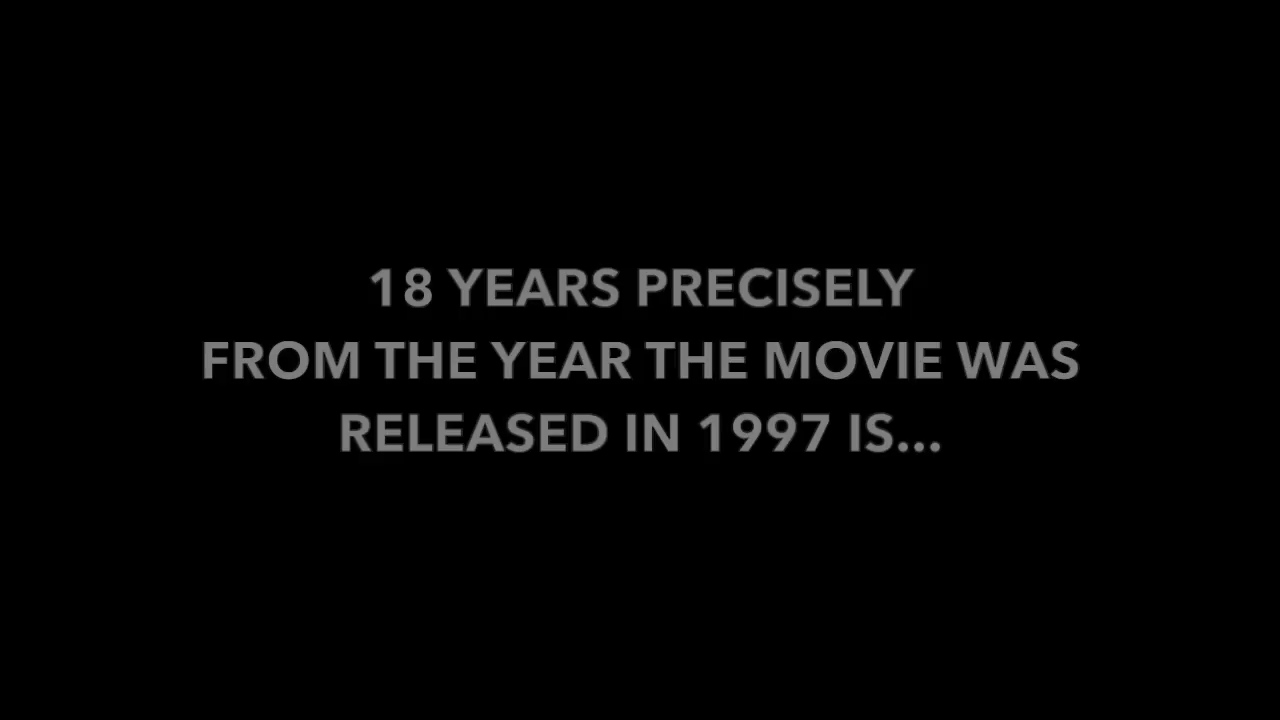 18 YEARS PRECISELY
FROM THE YEAR THE MOVIE WAS
RELEASED IN 1997 IS...